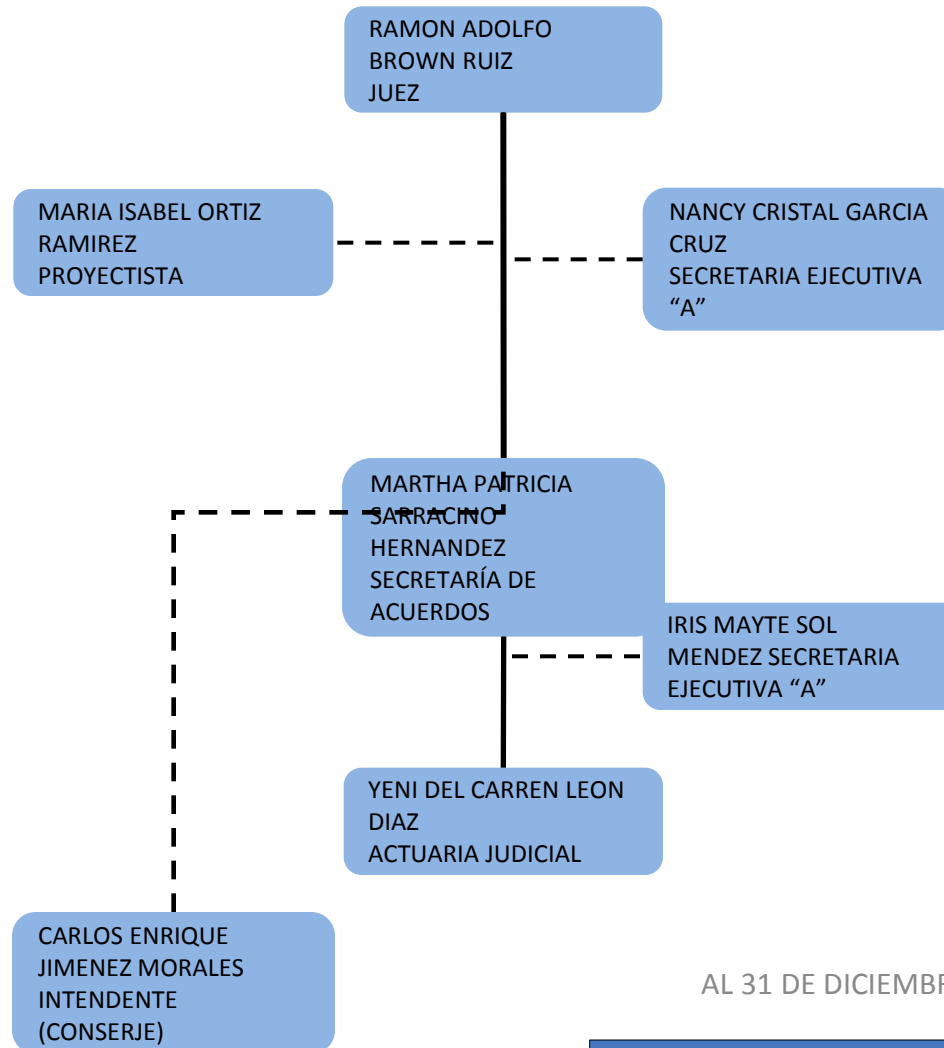 RAMON ADOLFO
BROWN RUIZ
JUEZ
MARIA ISABEL ORTIZ
RAMIREZ
PROYECTISTA
NANCY CRISTAL GARCIA
CRUZ
SECRETARIA EJECUTIVA
“A”
MARTHA PATRICIA
SARRACINO
HERNANDEZ
SECRETARÍA DE
ACUERDOS
IRIS MAYTE SOL
MENDEZ SECRETARIA
EJECUTIVA “A”
YENI DEL CARREN LEON
DIAZ
ACTUARIA JUDICIAL
CARLOS ENRIQUE
JIMENEZ MORALES
INTENDENTE
(CONSERJE)
AL 31 DE DICIEMBR